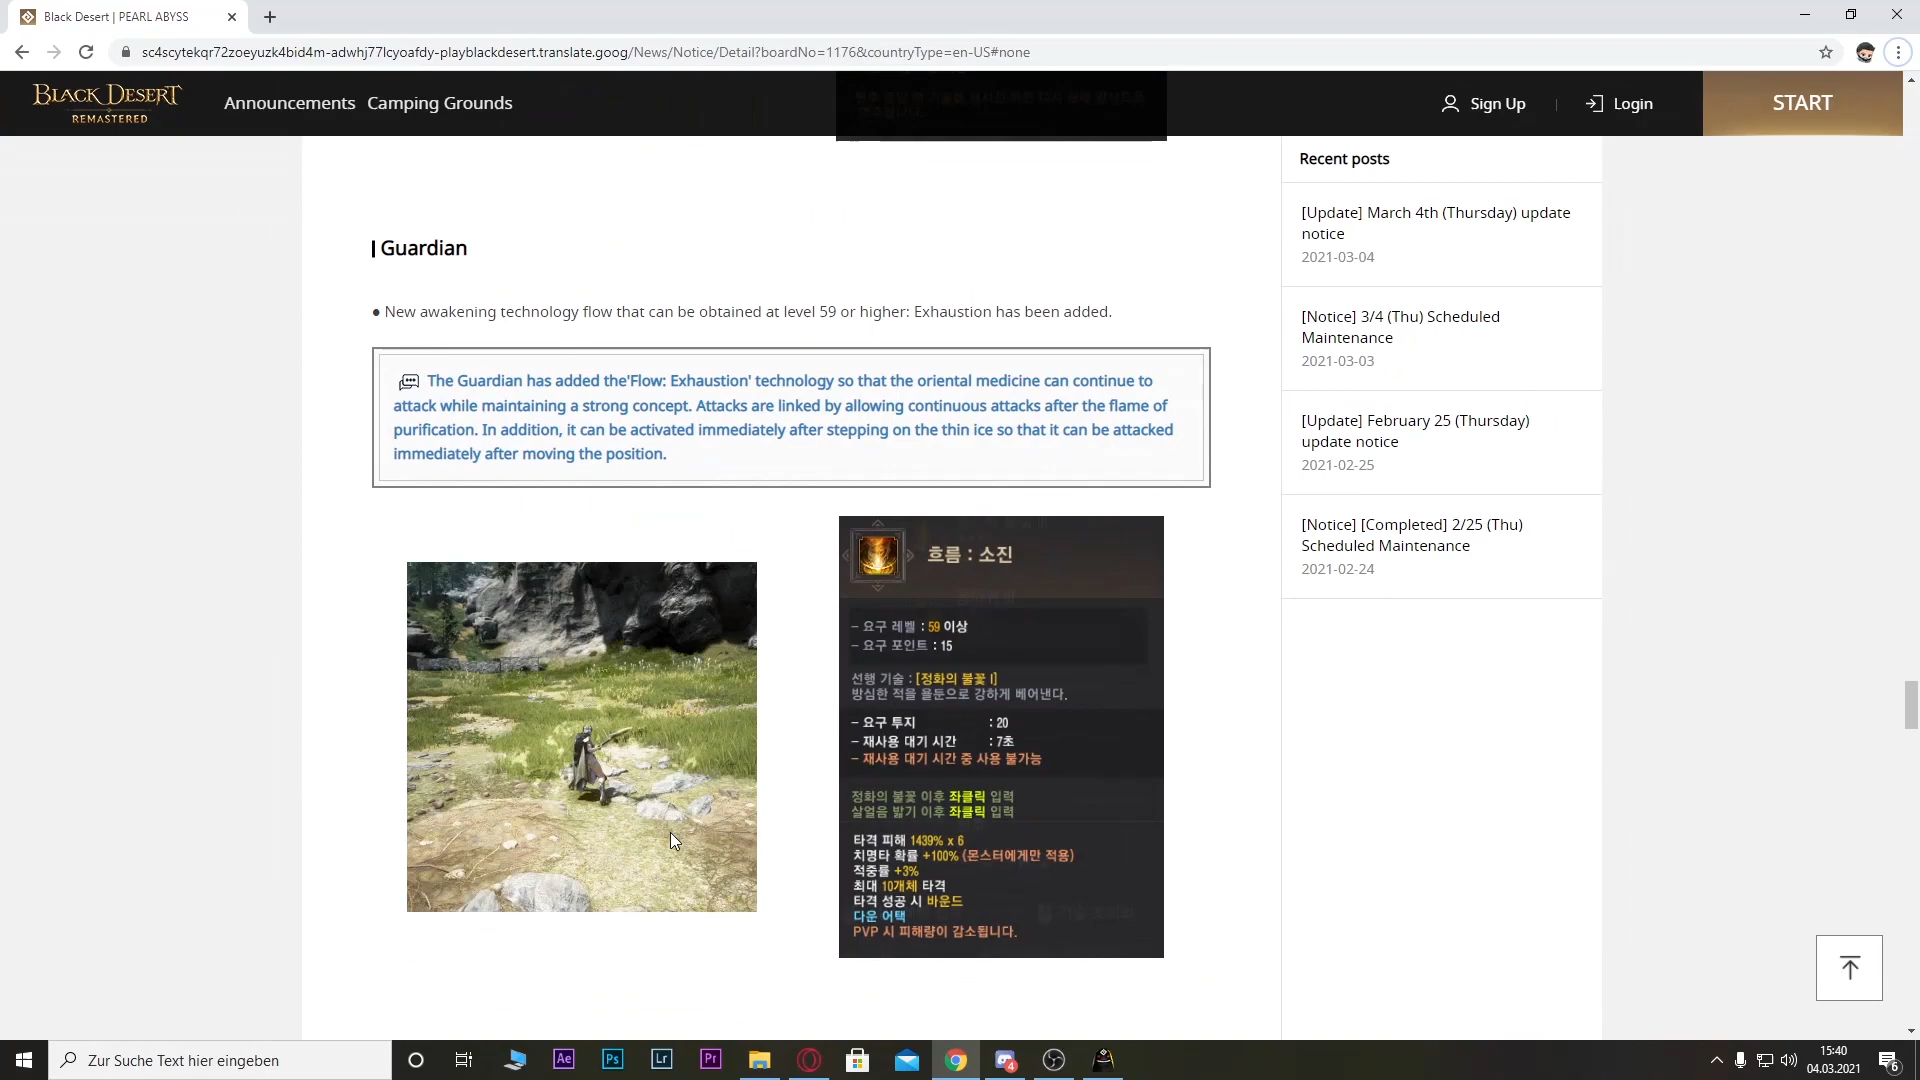 Black Desert | PEARL ABYSS
sc4scytekqr72zoeyuzk4bid4m-adwhj77lcyoafdy-playblackdesert.translate.goog/News/Notice/Detail?boardNo=1176&countryType=en-US#none
BLACK DESERT
REMASTERED
Announcements
Camping Grounds
Sign Up
Login
START
Guardian
● New awakening technology flow that can be obtained at level 59 or higher: Exhaustion has been added.
The Guardian has added the'Flow: Exhaustion' technology so that the oriental medicine can continue to
attack while maintaining a strong concept. Attacks are linked by allowing continuous attacks after the flame of
purification. In addition, it can be activated immediately after stepping on the thin ice so that it can be attacked
immediately after moving the position.
흐름 : 소진
– 요구 레벨 : 59 이상
– 요구 포인트 : 15
선행 기술 : [정화의 불꽃 I]
방심한 적을 욜둔으로 강하게 베어낸다.
– 요구 투지 : 20
– 재사용 대기 시간 : 7초
– 재사용 대기 시간 중 사용 불가능
정화의 불꽃 이후 좌클릭 입력
살얼음 밟기 이후 좌클릭 입력
타격 피해 1439% x 6
치명타 확률 +100% (몬스터에게만 적용)
적중률 +3%
최대 10개체 타격
타격 성공 시 바운드
다운 어택
PVP 시 피해량이 감소됩니다.
Recent posts
[Update] March 4th (Thursday) update
notice
2021-03-04
[Notice] 3/4 (Thu) Scheduled
Maintenance
2021-03-03
[Update] February 25 (Thursday)
update notice
2021-02-25
[Notice] [Completed] 2/25 (Thu)
Scheduled Maintenance
2021-02-24
Zur Suche Text hier eingeben
Ae
Ps
Lr
Pr
4
15:40
04.03.2021
6